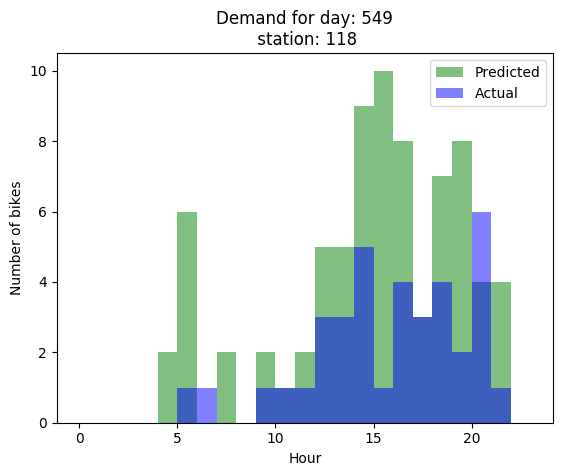 Demand for day: 549
station: 118
Predicted
Actual
Number of bikes
10
8
6
4
2
0
0 5 10 15 20
Hour